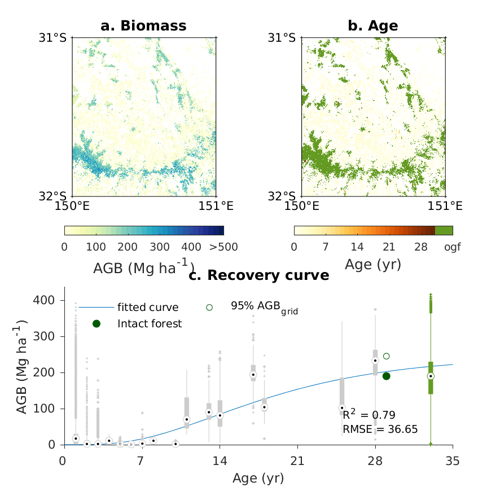 a. Biomass
b. Age
31°S
31°S
32°S
32°S
150°E
151°E
150°E
151°E
0 100 200 300 400 >500
0 7 14 21 28 ogf
AGB (Mg ha⁻¹)
Age (yr)
c. Recovery curve
400
300
200
100
0
AGB (Mg ha⁻¹)
fitted curve
95% AGB_grid
Intact forest
R² = 0.79
RMSE = 36.65
0 7 14 21 28 35
Age (yr)